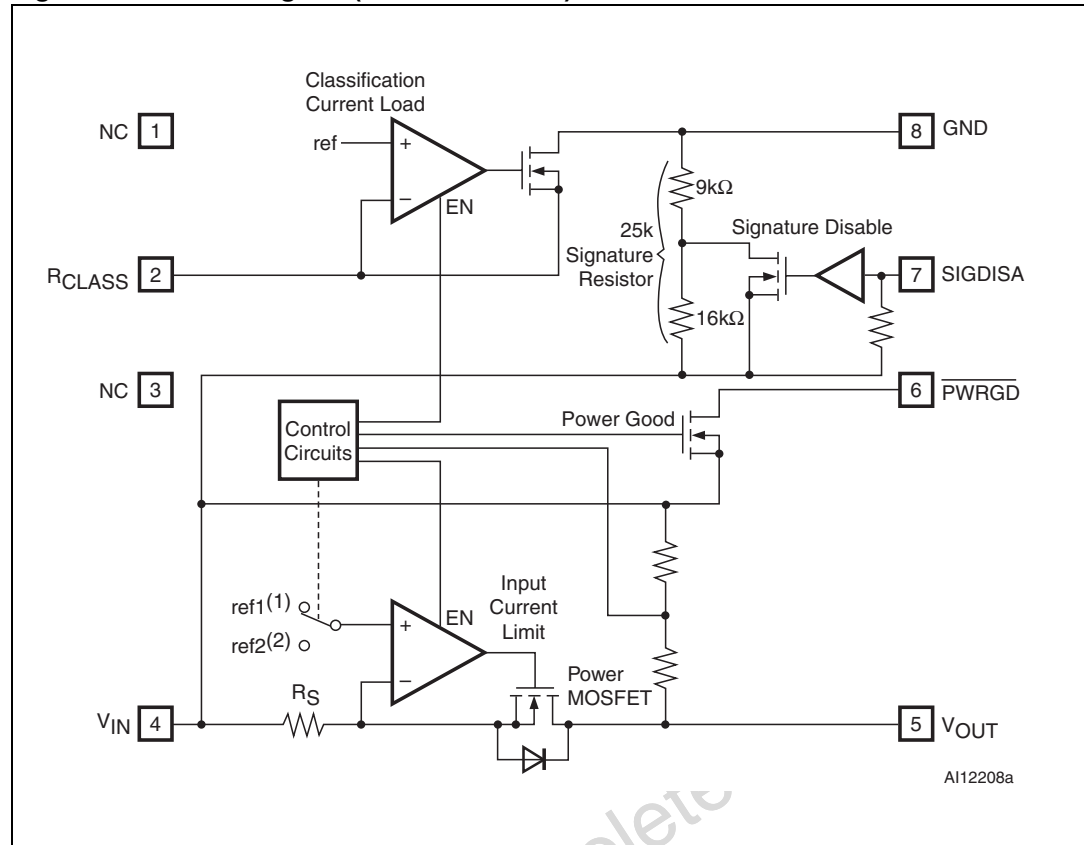 Classification
Current Load
NC 1
ref
+
−
EN
8 GND
9kΩ
25k
Signature
Resistor
Signature Disable
RCLASS 2
7 SIGDISA
16kΩ
NC 3
6 PWRGD
Power Good
Control
Circuits
ref1(1)
ref2(2)
+
−
EN
Input
Current
Limit
Power
MOSFET
RS
VIN 4
5 VOUT
AI12208a